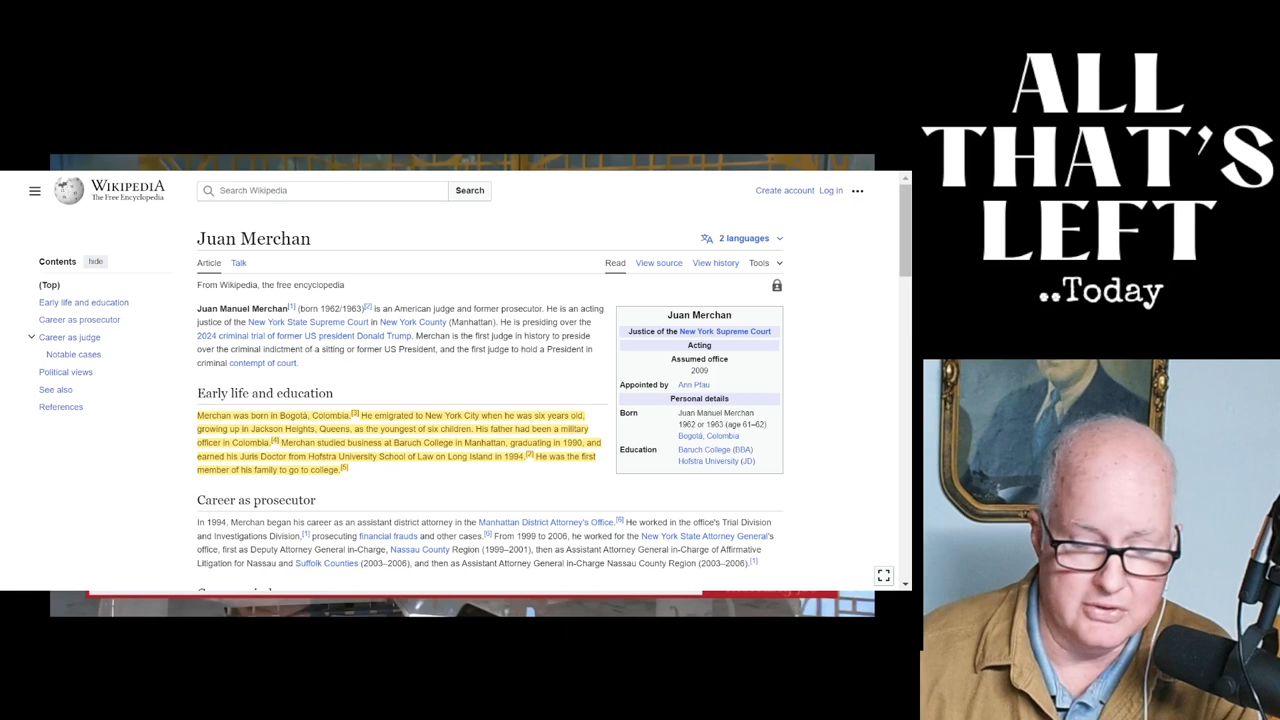 WIKIPEDIA
The Free Encyclopedia
Search Wikipedia
Search
Create account Log in
Juan Merchan
2 languages
Contents hide
(Top)
Early life and education
Career as prosecutor
Career as judge
Notable cases
Political views
See also
References
Article Talk
Read View source View history Tools
From Wikipedia, the free encyclopedia
Juan Manuel Merchan[1] (born 1962/1963)[2] is an American judge and former prosecutor. He is an acting
justice of the New York State Supreme Court in New York County (Manhattan). He is presiding over the
2024 criminal trial of former US president Donald Trump. Merchan is the first judge in history to preside
over the criminal indictment of a sitting or former US President, and the first judge to hold a President in
criminal contempt of court.
Juan Merchan
Justice of the New York Supreme Court
Acting
Assumed office
2009
Appointed by Ann Pfau
Personal details
Born Juan Manuel Merchan
1962 or 1963 (age 61–62)
Bogotá, Colombia
Education Baruch College (BBA)
Hofstra University (JD)
Early life and education
Merchan was born in Bogotá, Colombia.[3] He emigrated to New York City when he was six years old,
growing up in Jackson Heights, Queens, as the youngest of six children. His father had been a military
officer in Colombia.[4] Merchan studied business at Baruch College in Manhattan, graduating in 1990, and
earned his Juris Doctor from Hofstra University School of Law on Long Island in 1994.[2] He was the first
member of his family to go to college.[5]
Career as prosecutor
In 1994, Merchan began his career as an assistant district attorney in the Manhattan District Attorney's Office.[6] He worked in the office's Trial Division
and Investigations Division,[1] prosecuting financial frauds and other cases.[6] From 1999 to 2006, he worked for the New York State Attorney General's
office, first as Deputy Attorney General in-Charge, Nassau County Region (1999–2001), then as Assistant Attorney General in-Charge of Affirmative
Litigation for Nassau and Suffolk Counties (2003–2006), and then as Assistant Attorney General in-Charge Nassau County Region (2003–2006).[1]
ALL
THAT'S
LEFT
..Today